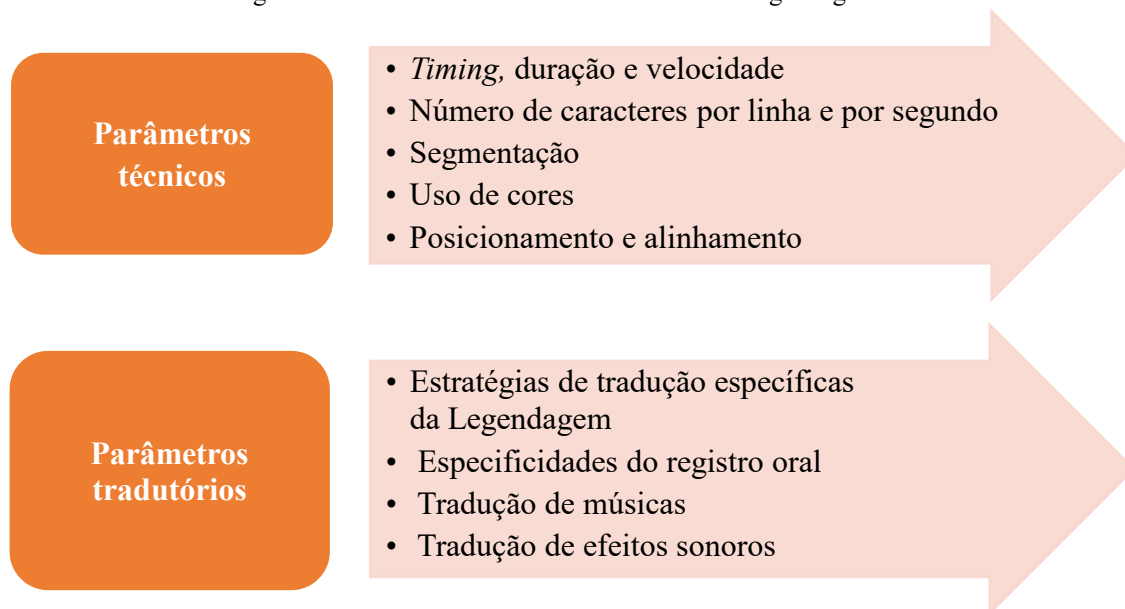 Parâmetros
técnicos
• Timing, duração e velocidade
• Número de caracteres por linha e por segundo
• Segmentação
• Uso de cores
• Posicionamento e alinhamento
Parâmetros
tradutórios
• Estratégias de tradução específicas
da Legendagem
• Especificidades do registro oral
• Tradução de músicas
• Tradução de efeitos sonoros